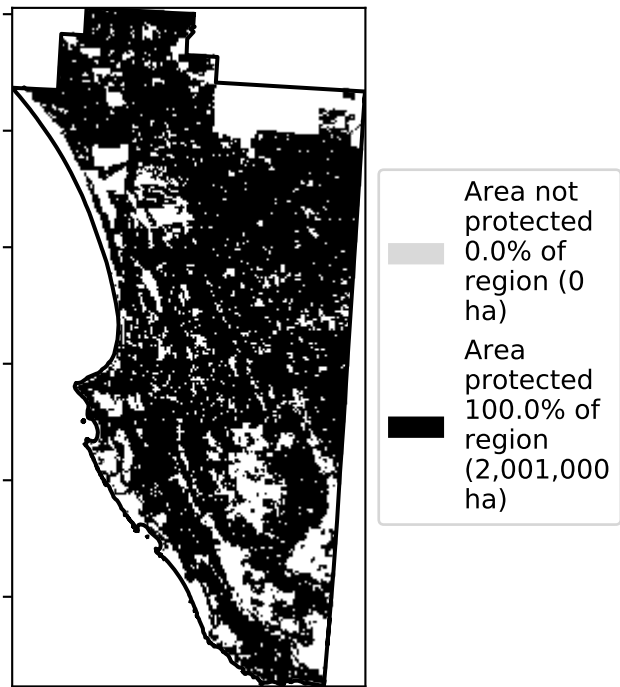 Area not
protected
0.0% of
region (0
ha)
Area
protected
100.0% of
region
(2,001,000
ha)